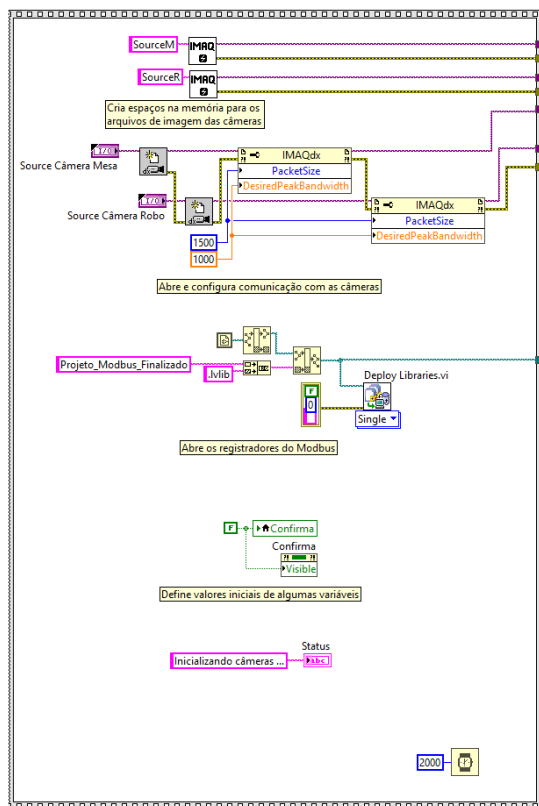 SourceM
IMAQ
SourceR
IMAQ
Cria espaços na memória para os
arquivos de imagem das câmeras
I/O
Source Câmera Mesa
dx
IMAQdx
PacketSize
DesiredPeakBandwidth
I/O
Source Câmera Robo
dx
IMAQdx
PacketSize
DesiredPeakBandwidth
1500
1000
Abre e configura comunicação com as câmeras
Projeto_Modbus_Finalizado
.lvlib
Deploy Libraries.vi
F
0
Single
Abre os registradores do Modbus
F
Confirma
Confirma
Visible
Define valores iniciais de algumas variáveis
Status
Inicializando câmeras ...
abc
2000